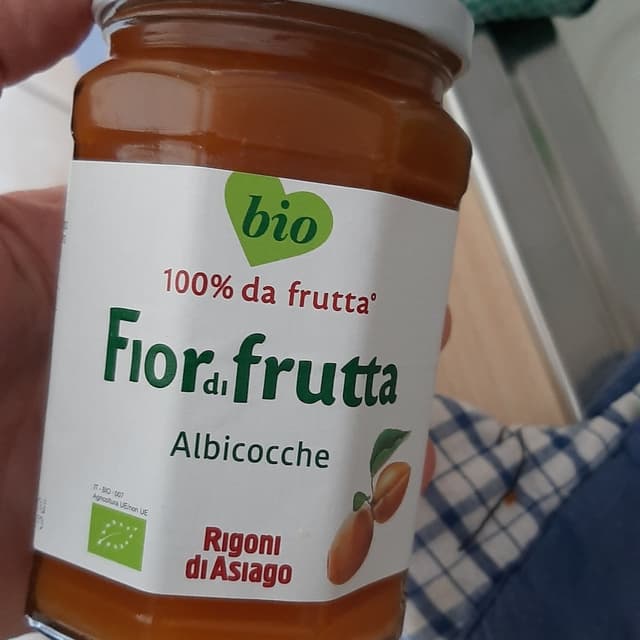 bio
100% da frutta°
Fior di frutta
Albicocche
IT - BIO - 007
Agricoltura UE/non UE
Rigoni
di Asiago